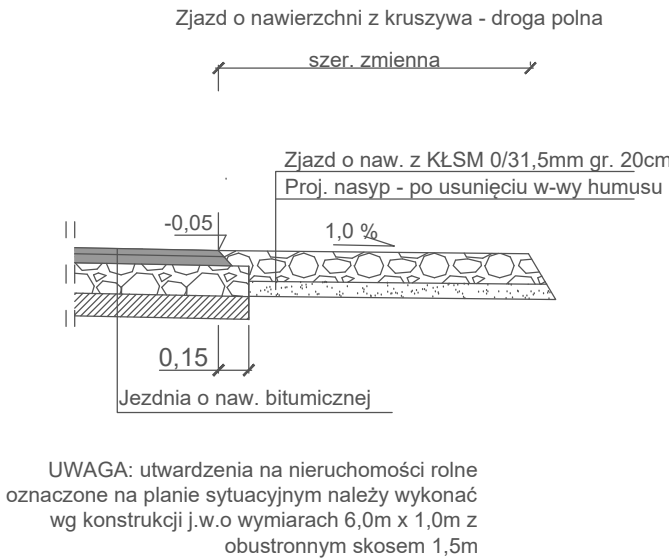 Zjazd o nawierzchni z kruszywa - droga polna
szer. zmienna
Zjazd o naw. z KŁSM 0/31,5mm gr. 20cm
Proj. nasyp - po usunięciu w-wy humusu
-0,05
1,0 %
0,15
Jezdnia o naw. bitumicznej
UWAGA: utwardzenia na nieruchomości rolne
oznaczone na planie sytuacyjnym należy wykonać
wg konstrukcji j.w.o wymiarach 6,0m x 1,0m z
obustronnym skosem 1,5m